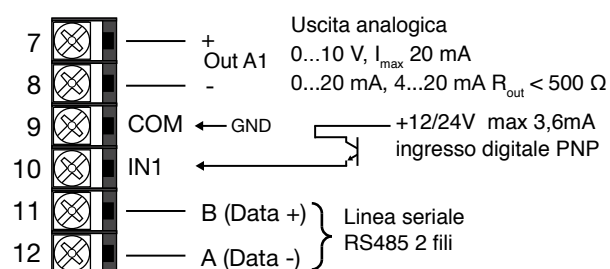 Uscita analogica
7 + Out A1 0...10 V, Imax 20 mA
8 - 0...20 mA, 4...20 mA Rout < 500 Ω
9 COM GND +12/24V max 3,6mA
10 IN1 ingresso digitale PNP
11 B (Data +) Linea seriale
12 A (Data -) RS485 2 fili